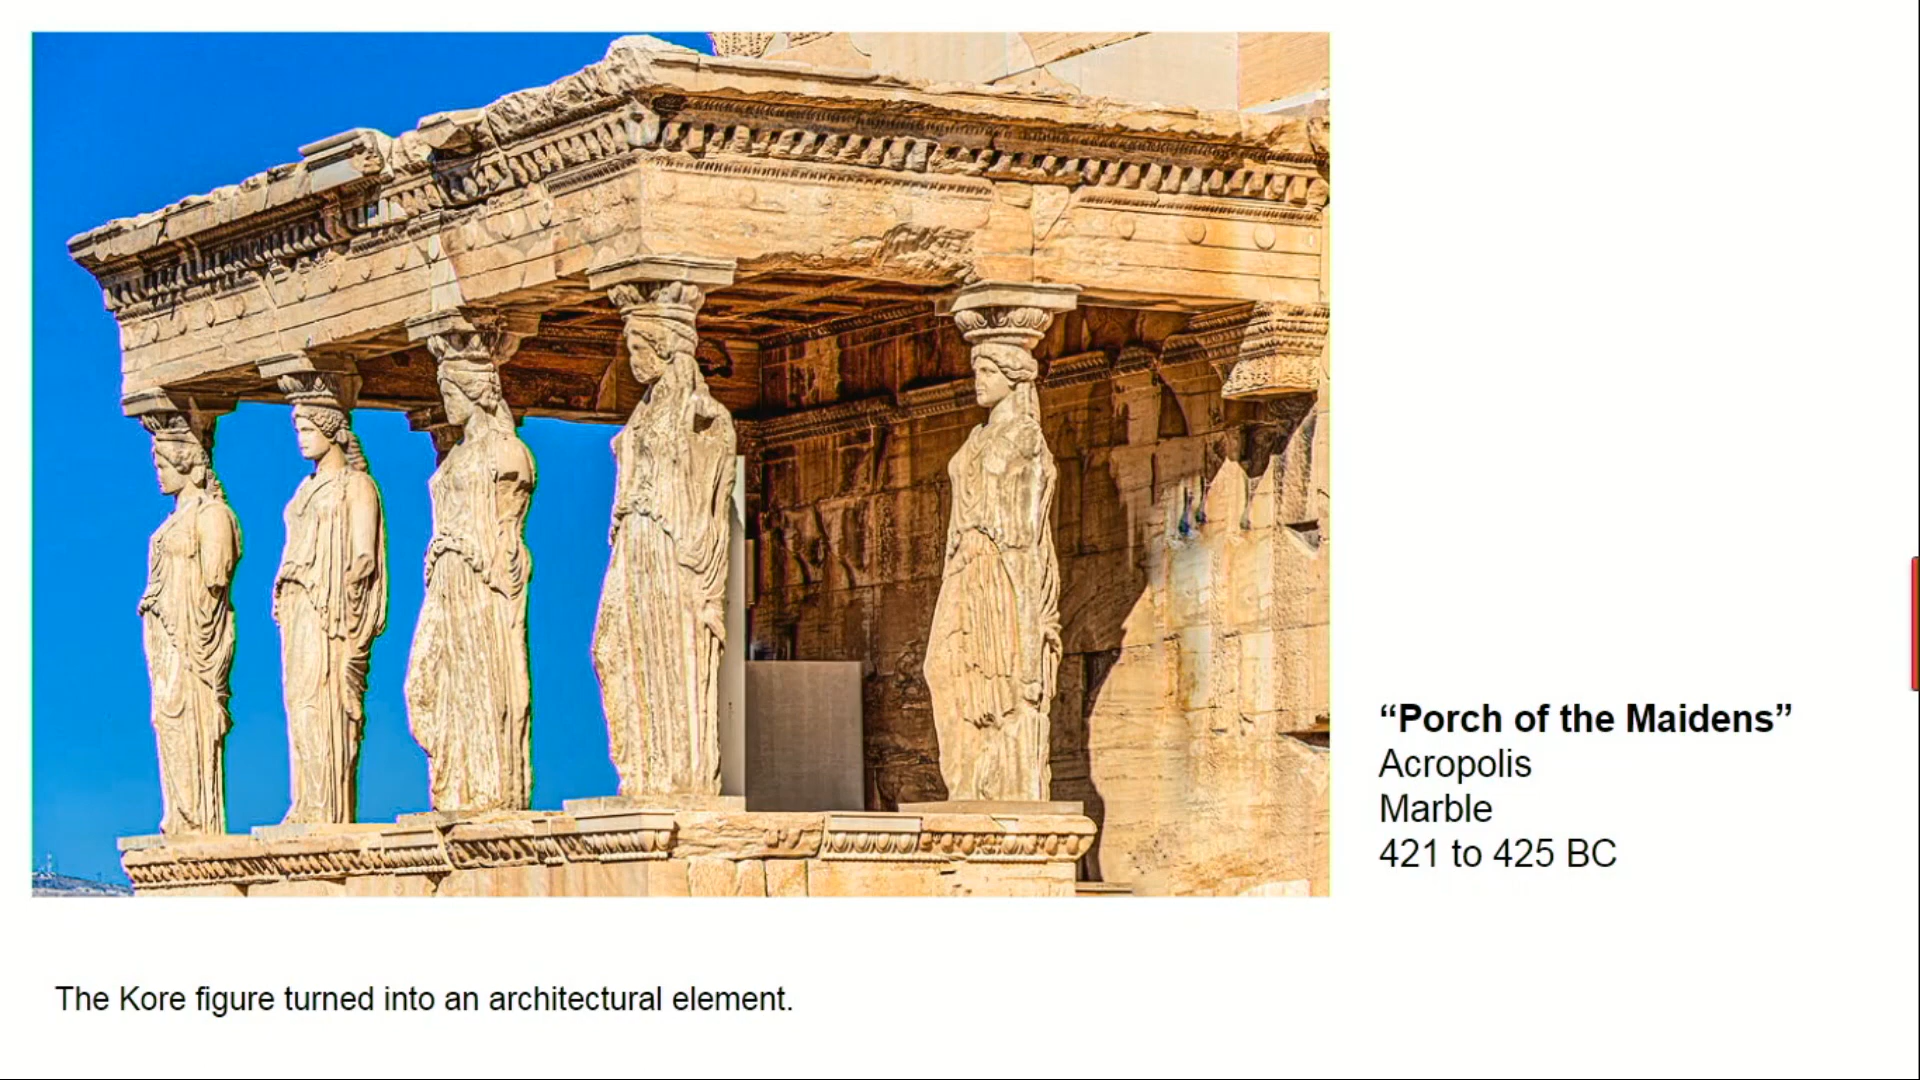 “Porch of the Maidens”
Acropolis
Marble
421 to 425 BC
The Kore figure turned into an architectural element.